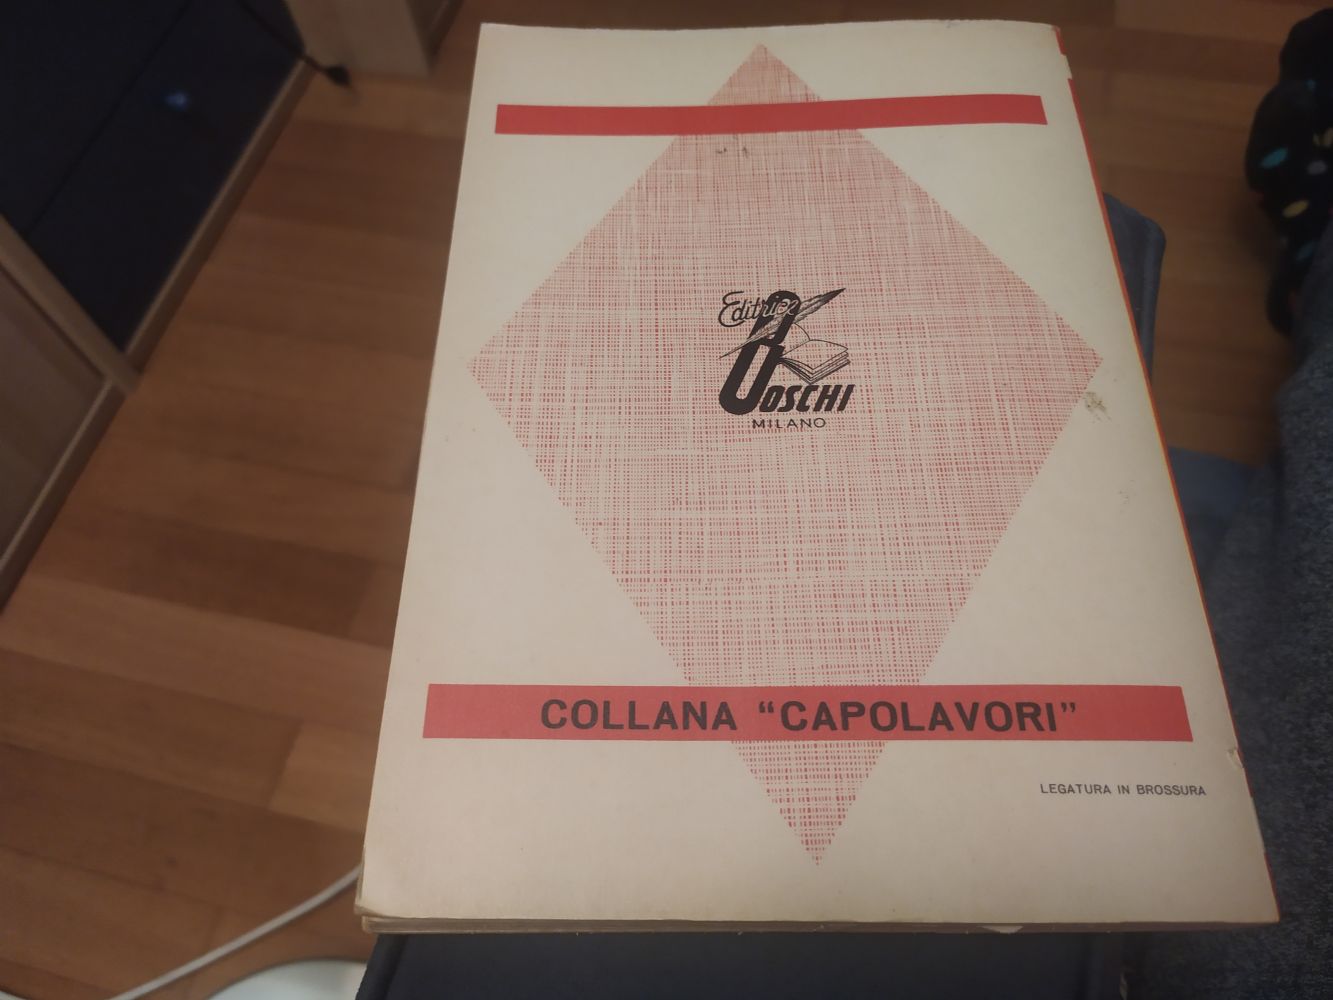 Editrice
BOSCHI
MILANO
COLLANA “CAPOLAVORI”
LEGATURA IN BROSSURA